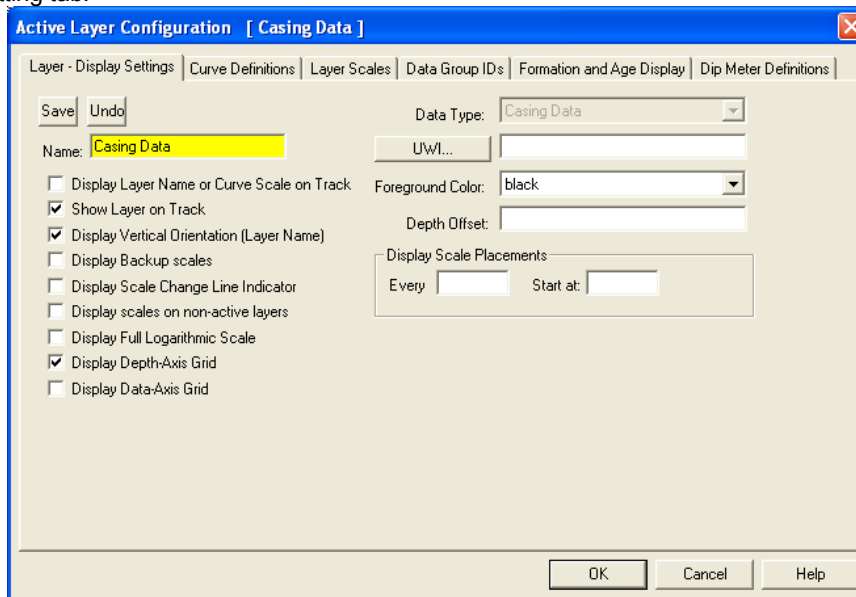 Active Layer Configuration [ Casing Data ]
Layer - Display Settings Curve Definitions Layer Scales Data Group IDs Formation and Age Display Dip Meter Definitions
Save Undo
Name: Casing Data
Display Layer Name or Curve Scale on Track
Show Layer on Track
Display Vertical Orientation (Layer Name)
Display Backup scales
Display Scale Change Line Indicator
Display scales on non-active layers
Display Full Logarithmic Scale
Display Depth-Axis Grid
Display Data-Axis Grid
Data Type: Casing Data
UWI...
Foreground Color: black
Depth Offset:
Display Scale Placements
Every Start at:
OK Cancel Help